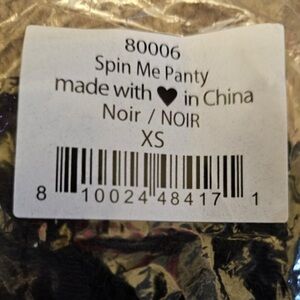 80006
Spin Me Panty
made with ♥ in China
Noir / NOIR
XS
8 10024 48417 1